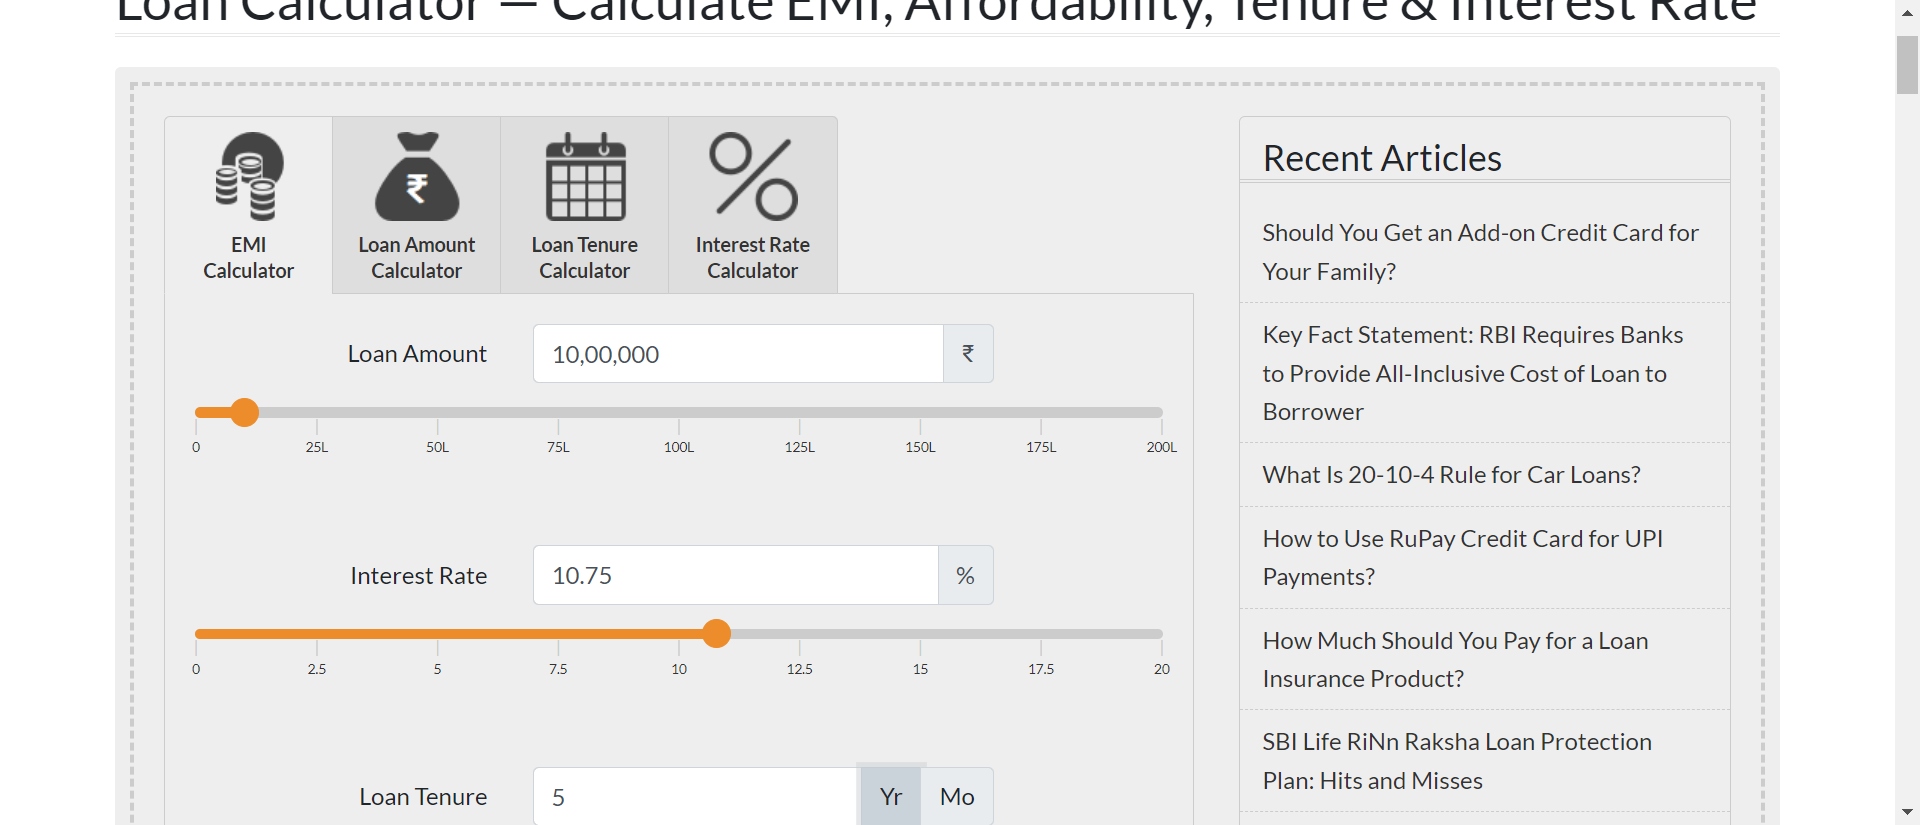 Loan Calculator — Calculate EMI, Affordability, Tenure & Interest Rate
EMI
Calculator
Loan Amount
Calculator
Loan Tenure
Calculator
Interest Rate
Calculator
Loan Amount
10,00,000
₹
0
25L
50L
75L
100L
125L
150L
175L
200L
Interest Rate
10.75
%
0
2.5
5
7.5
10
12.5
15
17.5
20
Loan Tenure
5
Yr
Mo
Recent Articles
Should You Get an Add-on Credit Card for
Your Family?
Key Fact Statement: RBI Requires Banks
to Provide All-Inclusive Cost of Loan to
Borrower
What Is 20-10-4 Rule for Car Loans?
How to Use RuPay Credit Card for UPI
Payments?
How Much Should You Pay for a Loan
Insurance Product?
SBI Life RiNn Raksha Loan Protection
Plan: Hits and Misses